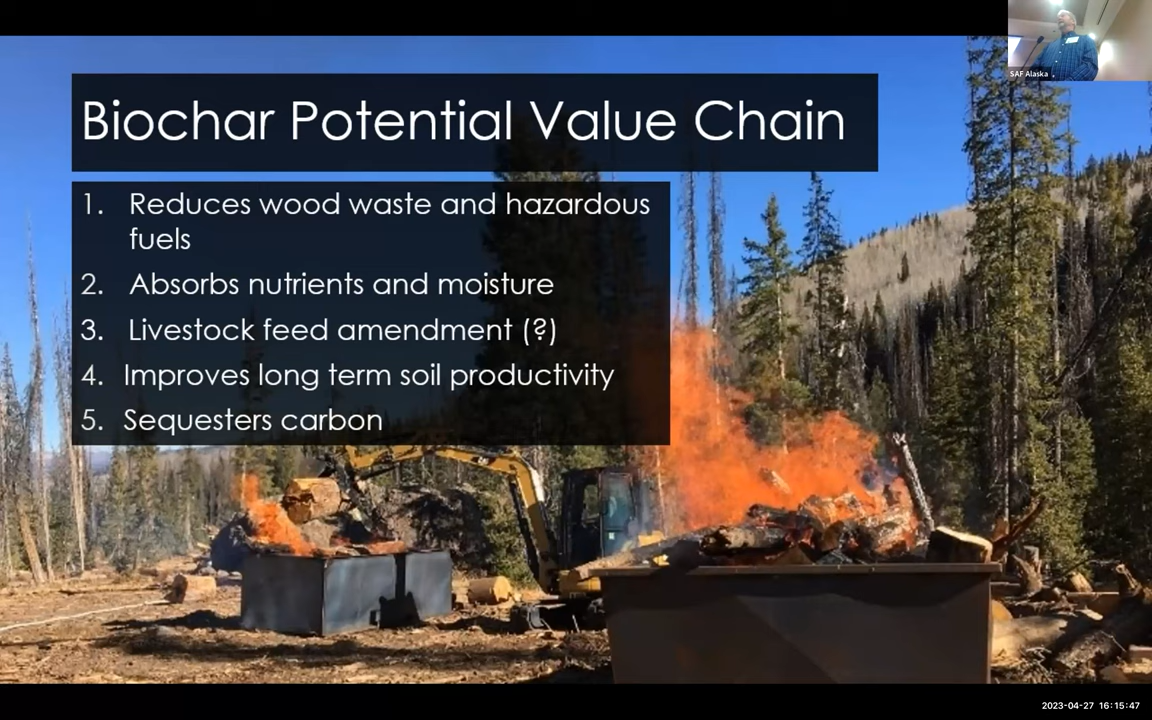 SAF Alaska
Biochar Potential Value Chain
1. Reduces wood waste and hazardous
fuels
2. Absorbs nutrients and moisture
3. Livestock feed amendment (?)
4. Improves long term soil productivity
5. Sequesters carbon
2023-04-27 16:15:47